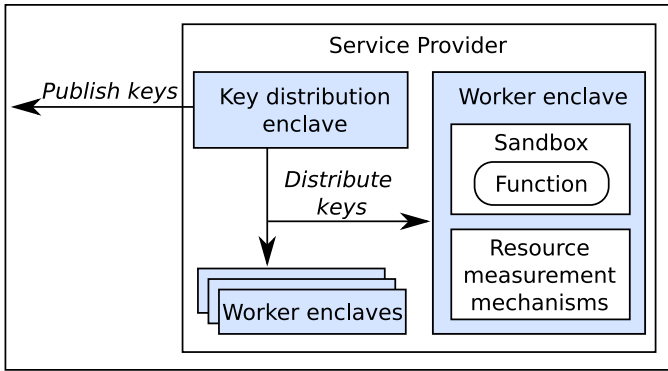 Service Provider
Publish keys
Key distribution
enclave
Distribute
keys
Worker enclaves
Worker enclave
Sandbox
Function
Resource
measurement
mechanisms